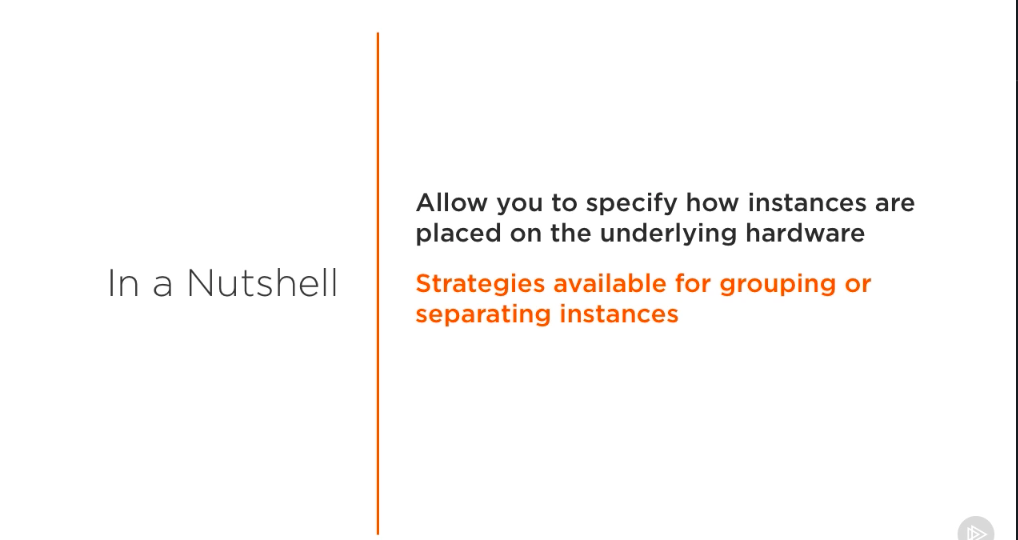 In a Nutshell
Allow you to specify how instances are
placed on the underlying hardware
Strategies available for grouping or
separating instances